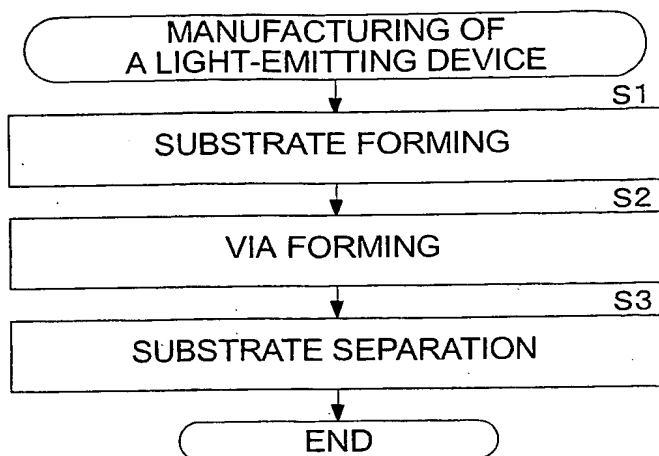 MANUFACTURING OF
A LIGHT-EMITTING DEVICE
S1
SUBSTRATE FORMING
S2
VIA FORMING
S3
SUBSTRATE SEPARATION
END